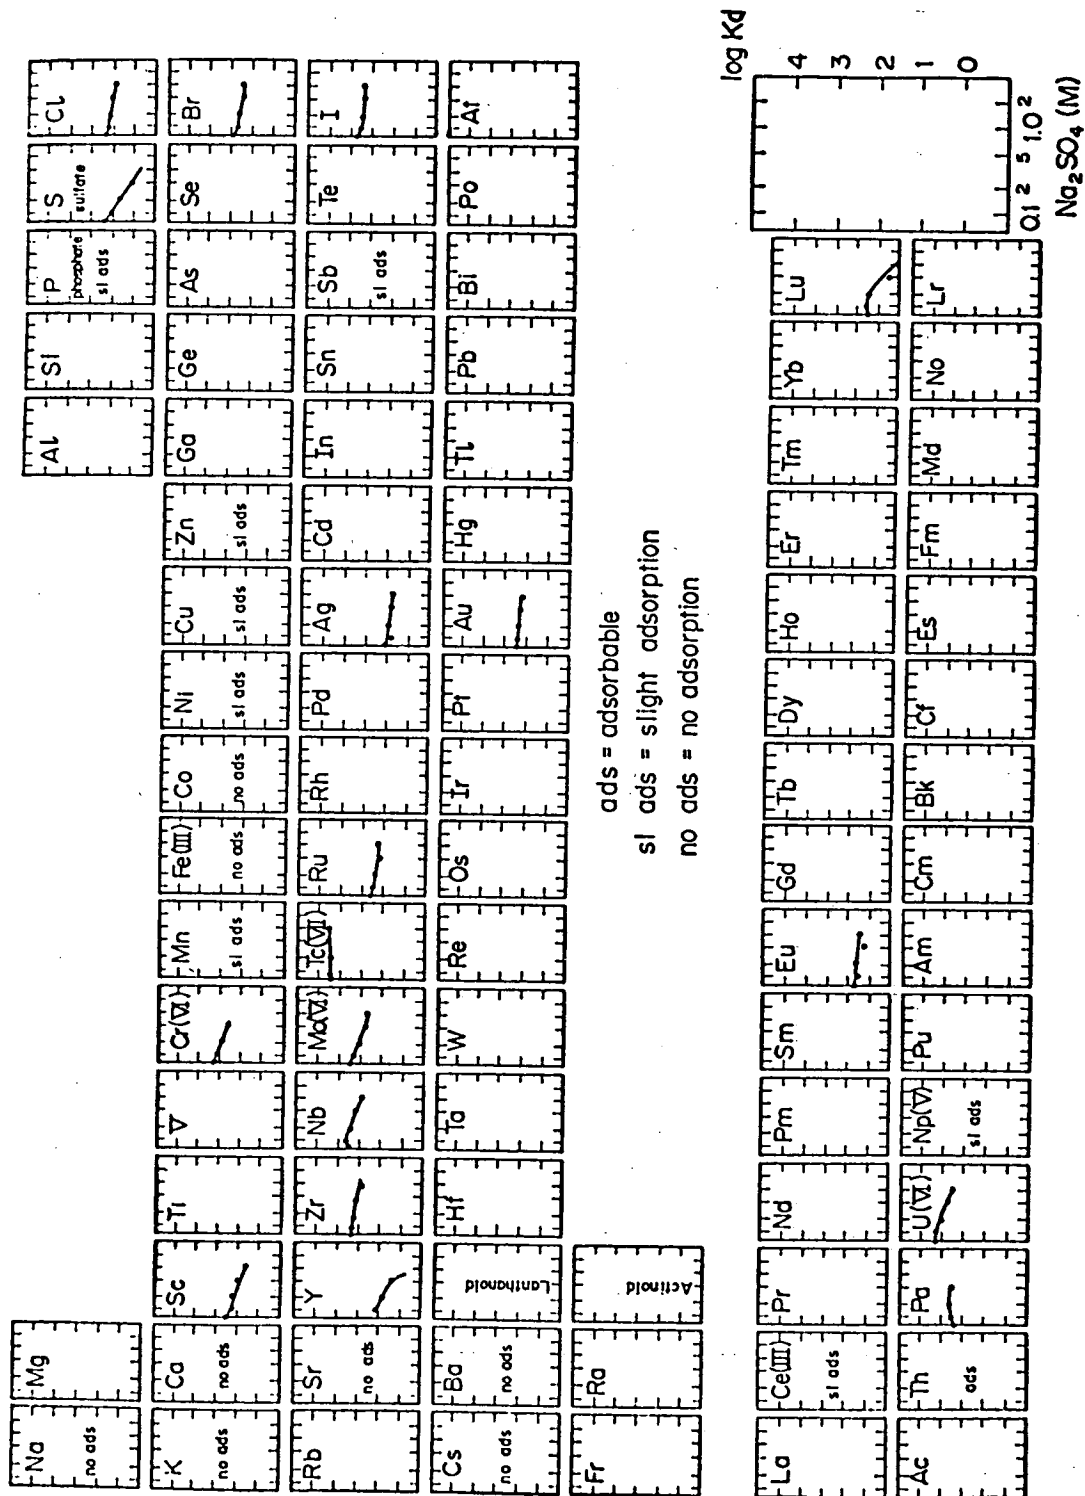 Al Si P phosphate sl ads S sulfate Cl
Na no ads Mg
K no ads Ca no ads Sc Ti V Cr(VI) Mn sl ads Fe(III) no ads Co no ads Ni sl ads Cu sl ads Zn sl ads Ga Ge As Se Br
Rb Sr no ads Y Zr Nb Mo(VI) Tc(VI) Ru Rh Pd Ag Cd In Sn Sb sl ads Te I
Cs no ads Ba no ads Lanthanoid Hf Ta W Re Os Ir Pt Au Hg Tl Pb Bi Po At
Fr Ra Actinoid
ads = adsorbable
sl ads = slight adsorption
no ads = no adsorption
La Ce(III) sl ads Pr Nd Pm Sm Eu Gd Tb Dy Ho Er Tm Yb Lu
Ac Th ads Pa U(VI) Np(V) sl ads Pu Am Cm Bk Cf Es Fm Md No Lr
log Kd
4
3
2
1
0
0.1 2 5 1.0 2
Na₂SO₄ (M)